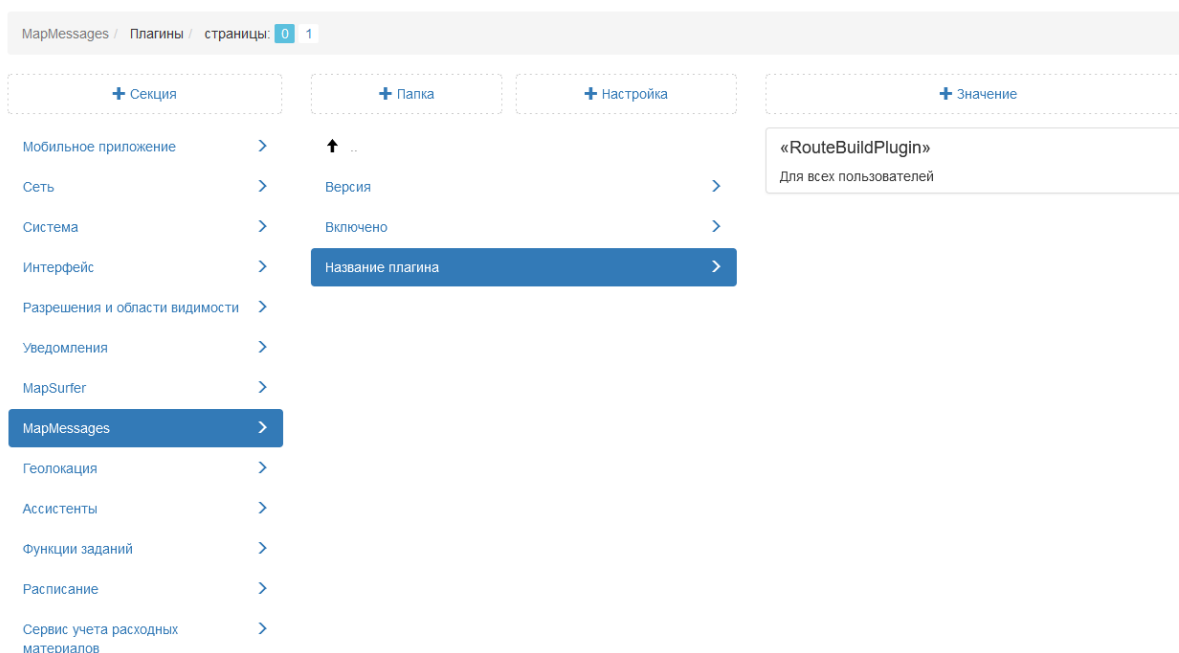 MapMessages / Плагины / страницы: 0 1
+ Секция
+ Папка
+ Настройка
+ Значение
Мобильное приложение
Сеть
Система
Интерфейс
Разрешения и области видимости
Уведомления
MapSurfer
MapMessages
Геолокация
Ассистенты
Функции заданий
Расписание
Сервис учета расходных
материалов
..
Версия
Включено
Название плагина
«RouteBuildPlugin»
Для всех пользователей